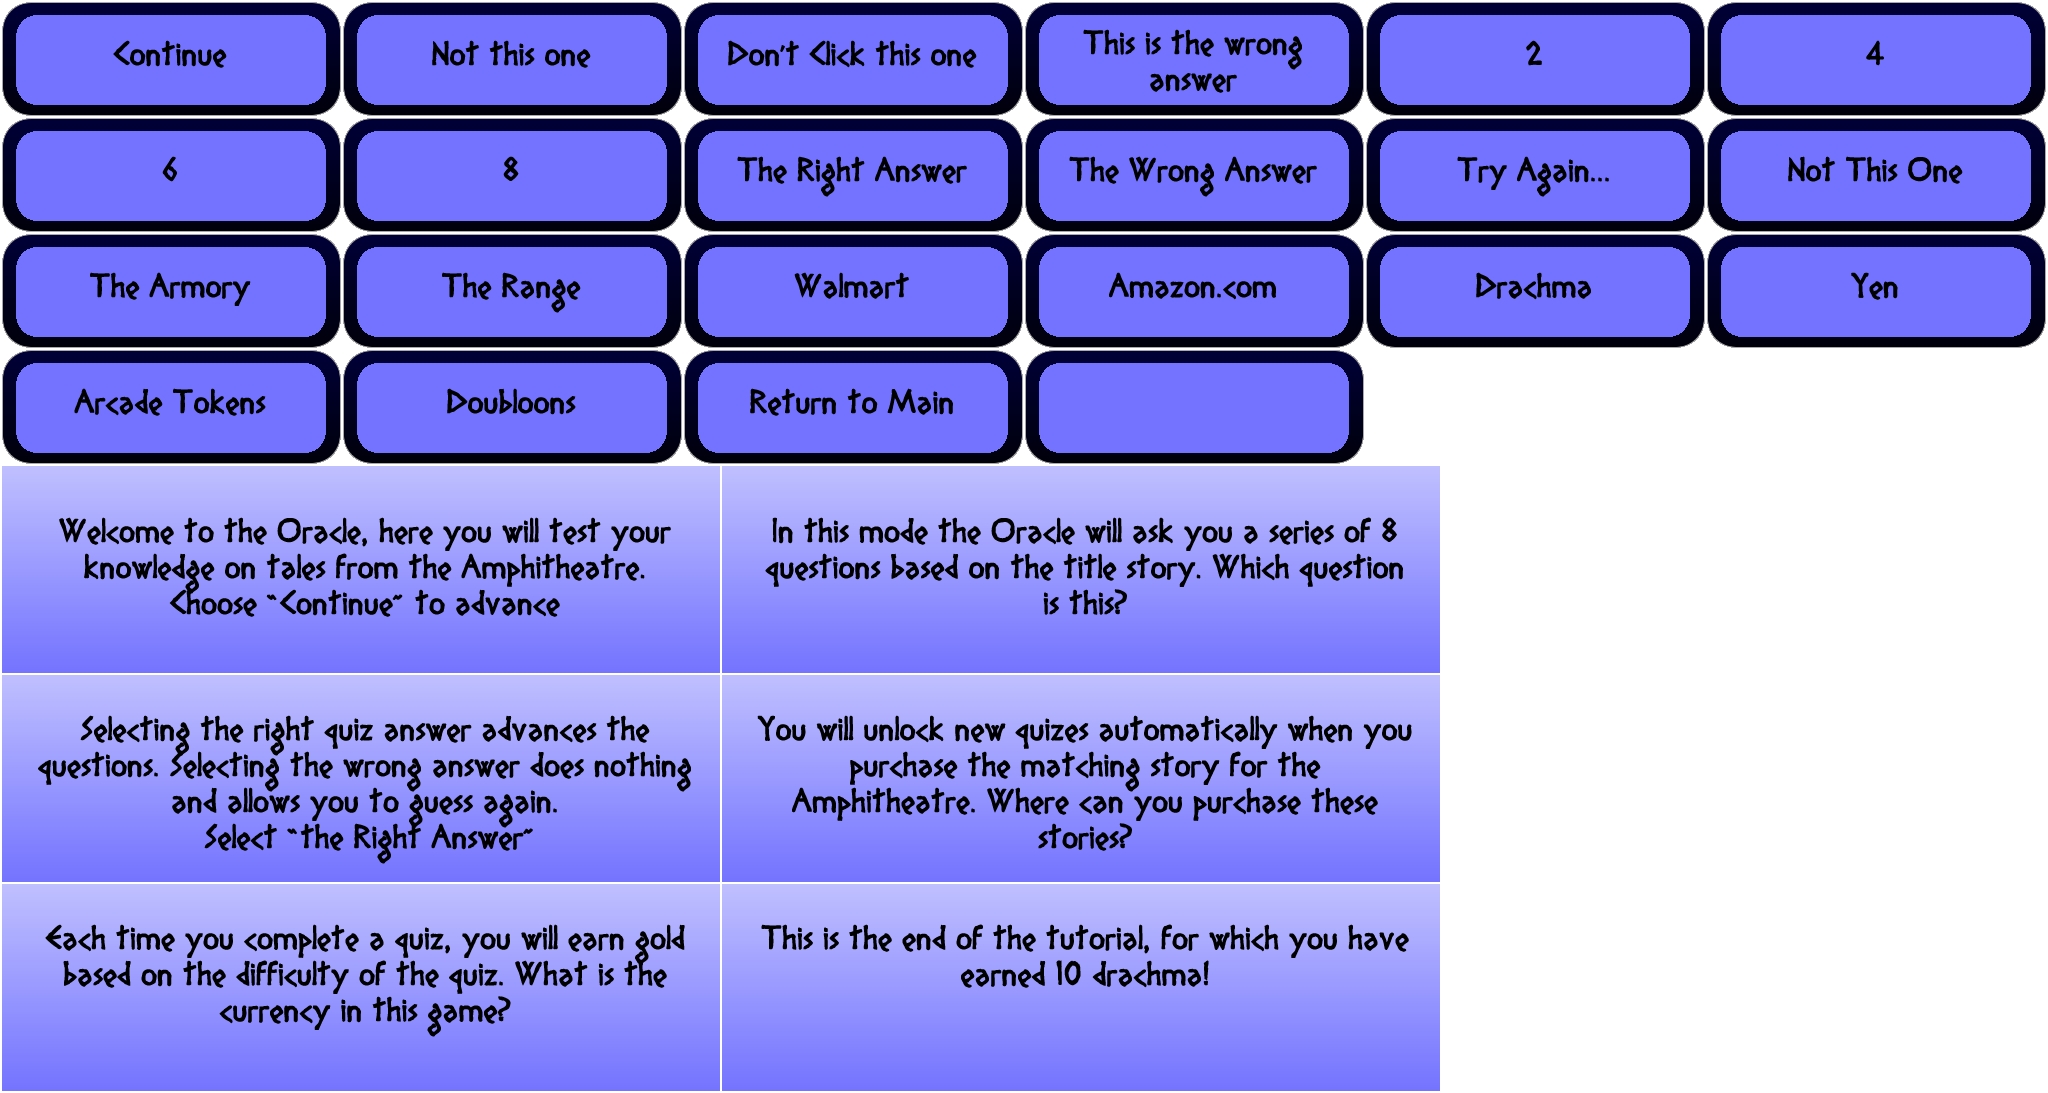 Continue
Not this one
Don't Click this one
This is the wrong
answer
2
4
6
8
The Right Answer
The Wrong Answer
Try Again...
Not This One
The Armory
The Range
Walmart
Amazon.com
Drachma
Yen
Arcade Tokens
Doubloons
Return to Main
Welcome to the Oracle, here you will test your
knowledge on tales from the Amphitheatre.
Choose "Continue" to advance
In this mode the Oracle will ask you a series of 8
questions based on the title story. Which question
is this?
Selecting the right quiz answer advances the
questions. Selecting the wrong answer does nothing
and allows you to guess again.
Select "the Right Answer"
You will unlock new quizes automatically when you
purchase the matching story for the
Amphitheatre. Where can you purchase these
stories?
Each time you complete a quiz, you will earn gold
based on the difficulty of the quiz. What is the
currency in this game?
This is the end of the tutorial, for which you have
earned 10 drachma!